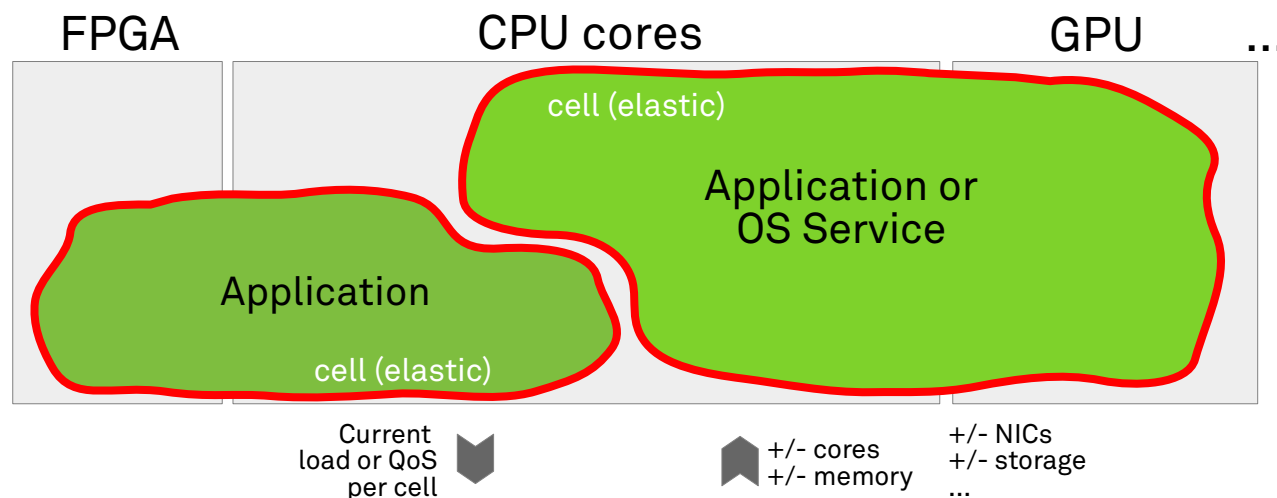 FPGA
CPU cores
GPU
...
cell (elastic)
Application or
OS Service
Application
cell (elastic)
Current
load or QoS
per cell
+/- cores
+/- memory
+/- NICs
+/- storage
...